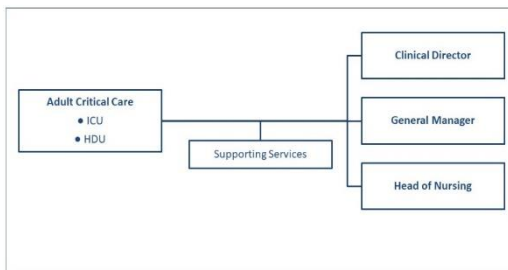 Adult Critical Care
• ICU
• HDU
Supporting Services
Clinical Director
General Manager
Head of Nursing